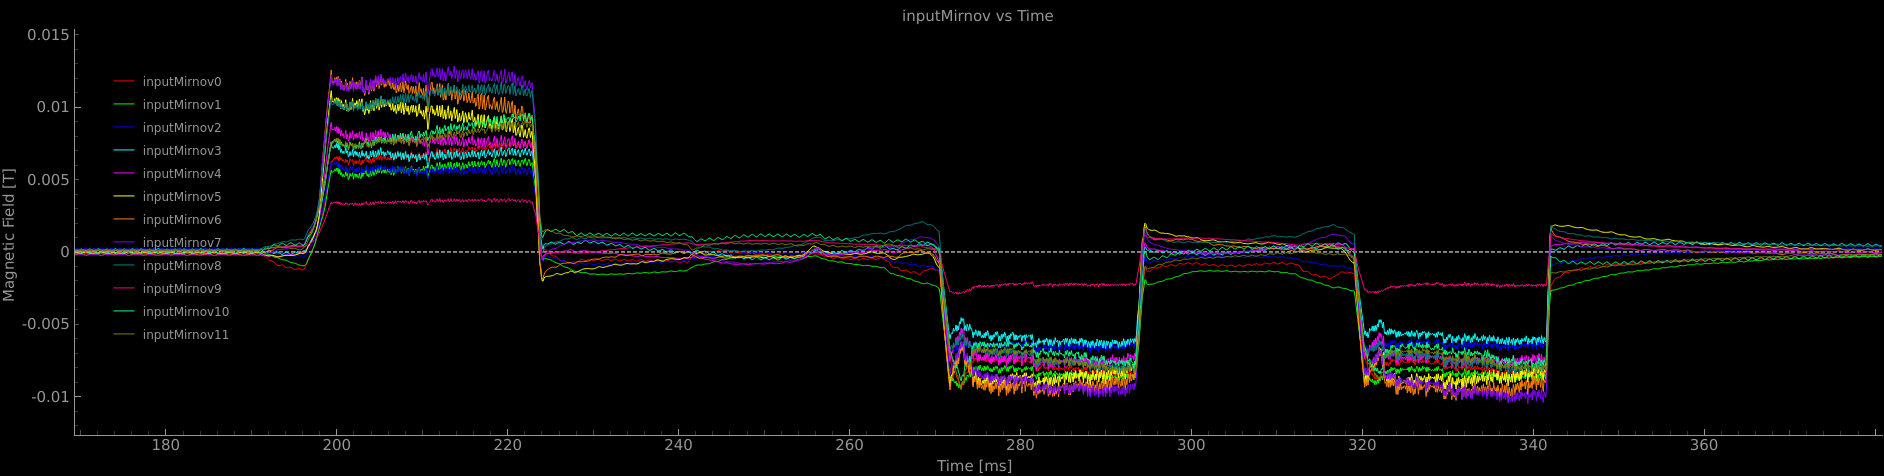 inputMirnov vs Time
0.015
0.01
0.005
0
-0.005
-0.01
Magnetic Field [T]
inputMirnov0
inputMirnov1
inputMirnov2
inputMirnov3
inputMirnov4
inputMirnov5
inputMirnov6
inputMirnov7
inputMirnov8
inputMirnov9
inputMirnov10
inputMirnov11
180 200 220 240 260 280 300 320 340 360
Time [ms]